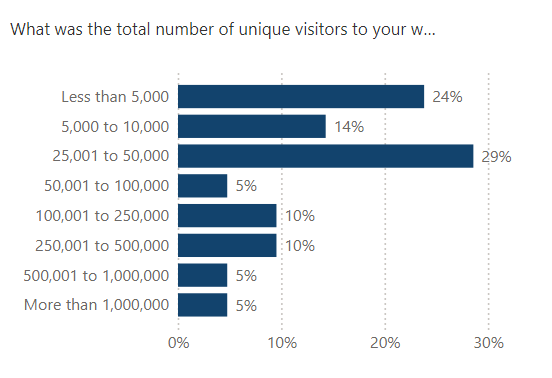 What was the total number of unique visitors to your w...
Less than 5,000 24%
5,000 to 10,000 14%
25,001 to 50,000 29%
50,001 to 100,000 5%
100,001 to 250,000 10%
250,001 to 500,000 10%
500,001 to 1,000,000 5%
More than 1,000,000 5%
0% 10% 20% 30%